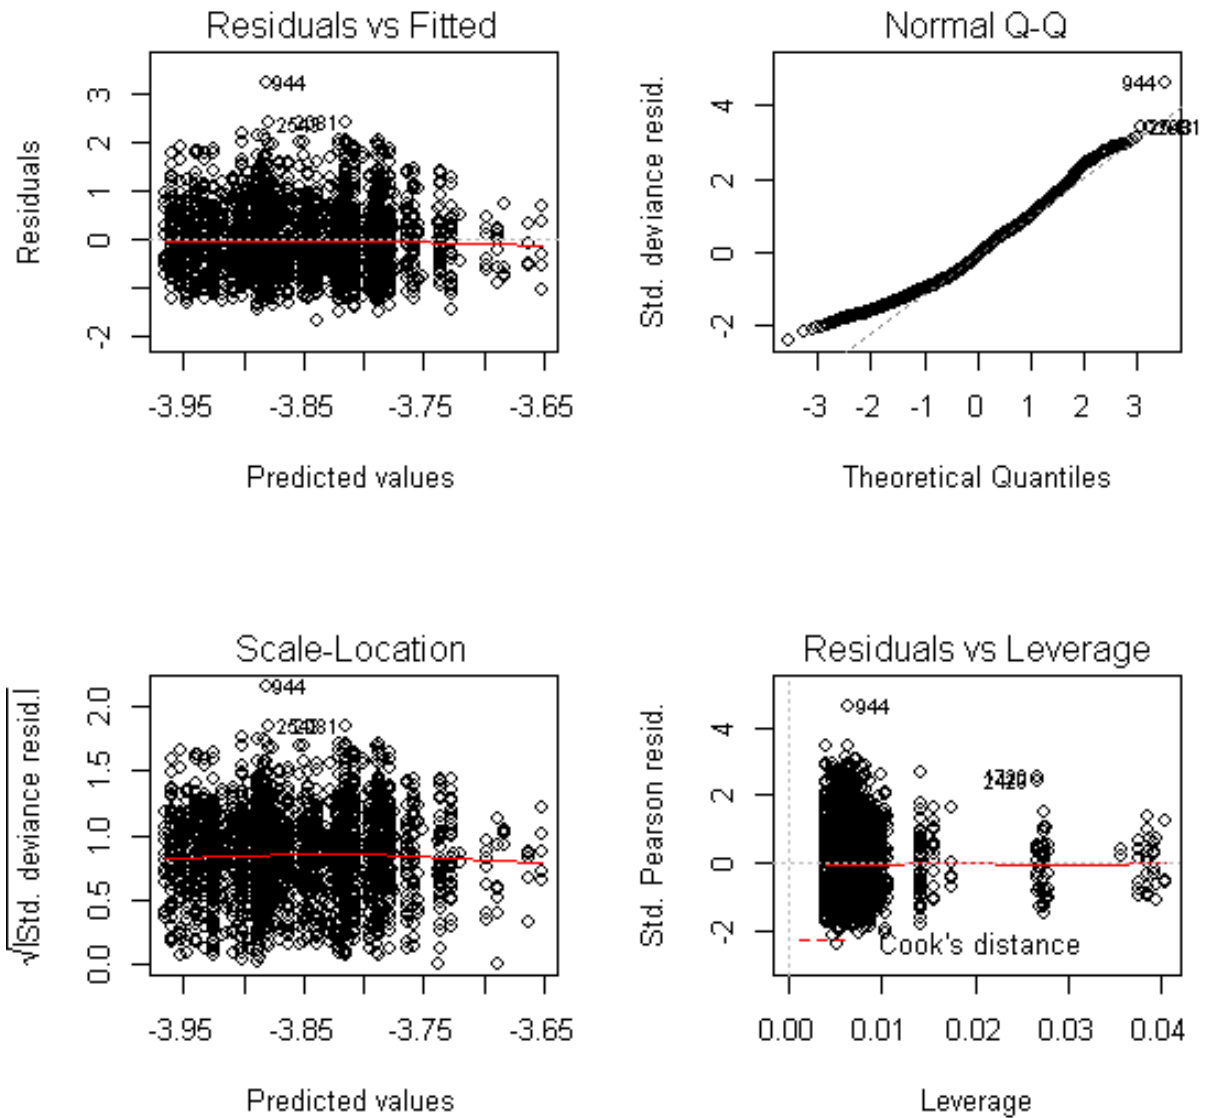 Residuals vs Fitted
Residuals
3
2
1
0
-2
944
-3.95 -3.85 -3.75 -3.65
Predicted values
Normal Q-Q
Std. deviance resid.
4
2
0
-2
944
-3 -2 -1 0 1 2 3
Theoretical Quantiles
Scale-Location
√|Std. deviance resid.|
2.0
1.5
1.0
0.5
0.0
944
-3.95 -3.85 -3.75 -3.65
Predicted values
Residuals vs Leverage
Std. Pearson resid.
4
2
0
-2
944
Cook's distance
0.00 0.01 0.02 0.03 0.04
Leverage